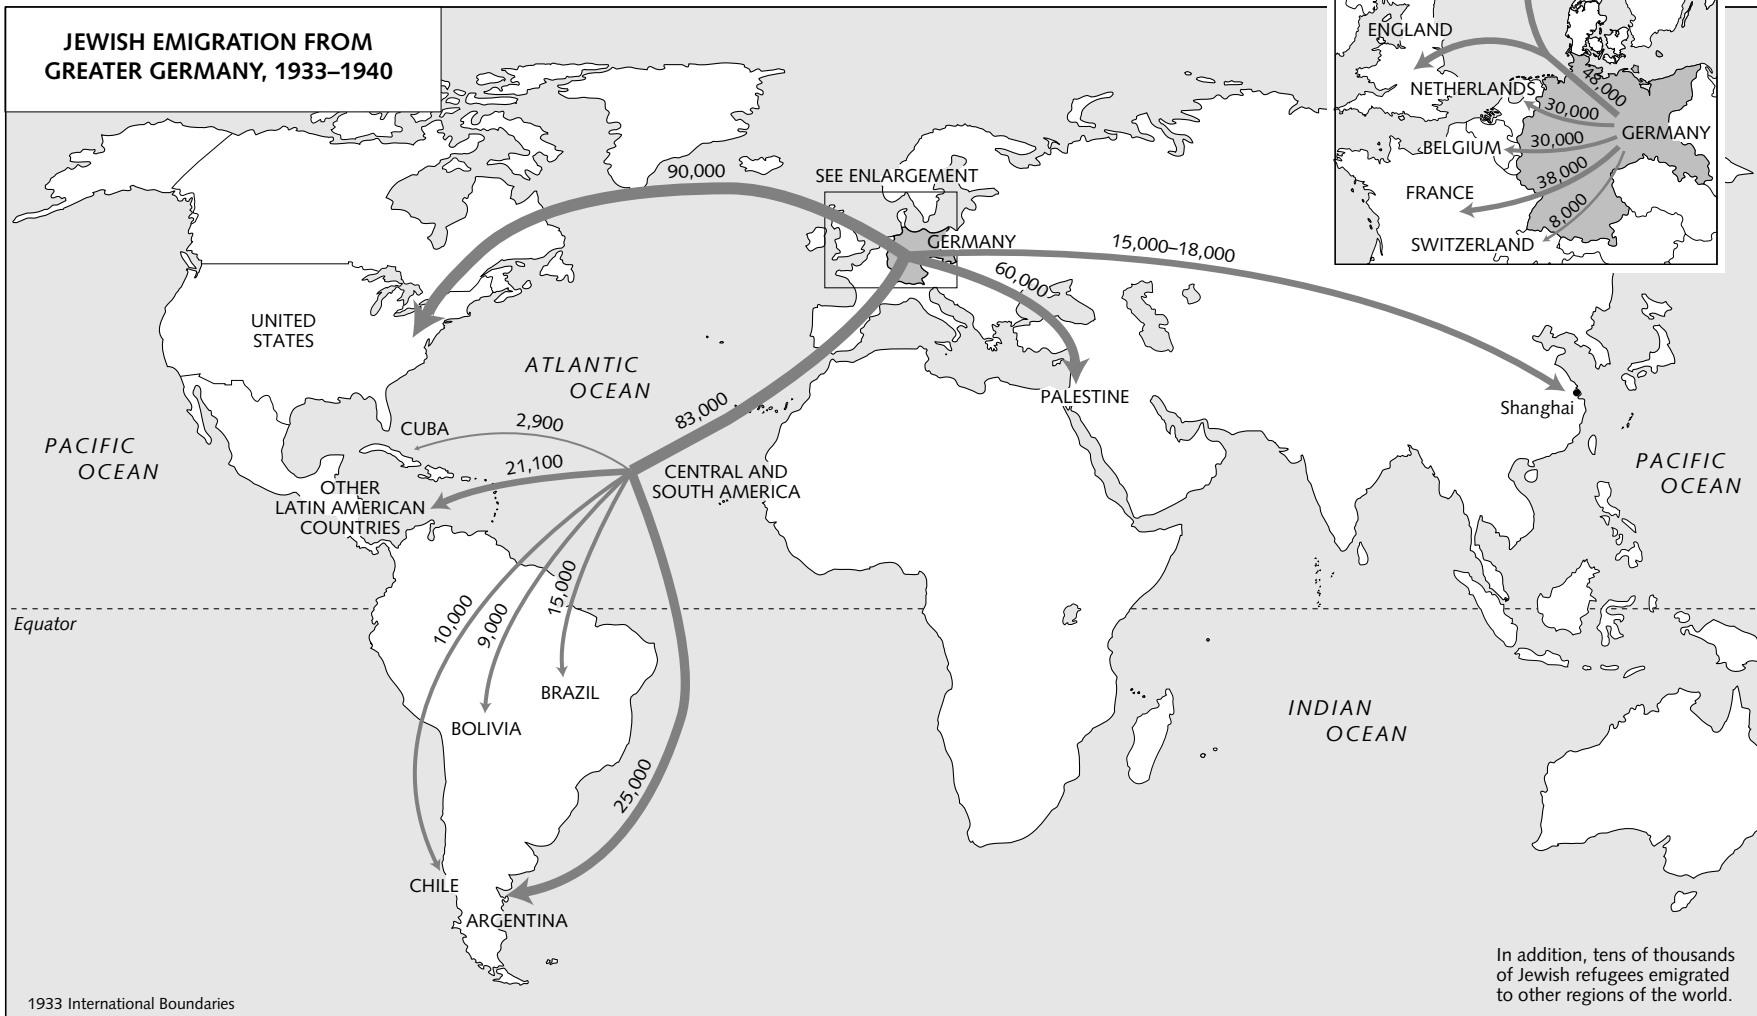 JEWISH EMIGRATION FROM
GREATER GERMANY, 1933–1940
ENGLAND
NETHERLANDS
48,000
30,000
GERMANY
BELGIUM
30,000
38,000
FRANCE
8,000
SWITZERLAND
90,000
SEE ENLARGEMENT
GERMANY
15,000–18,000
60,000
UNITED
STATES
ATLANTIC
OCEAN
PALESTINE
Shanghai
83,000
CUBA
2,900
PACIFIC
OCEAN
21,100
CENTRAL AND
SOUTH AMERICA
PACIFIC
OCEAN
OTHER
LATIN AMERICAN
COUNTRIES
10,000
9,000
15,000
Equator
BRAZIL
BOLIVIA
INDIAN
OCEAN
25,000
CHILE
ARGENTINA
In addition, tens of thousands
of Jewish refugees emigrated
to other regions of the world.
1933 International Boundaries